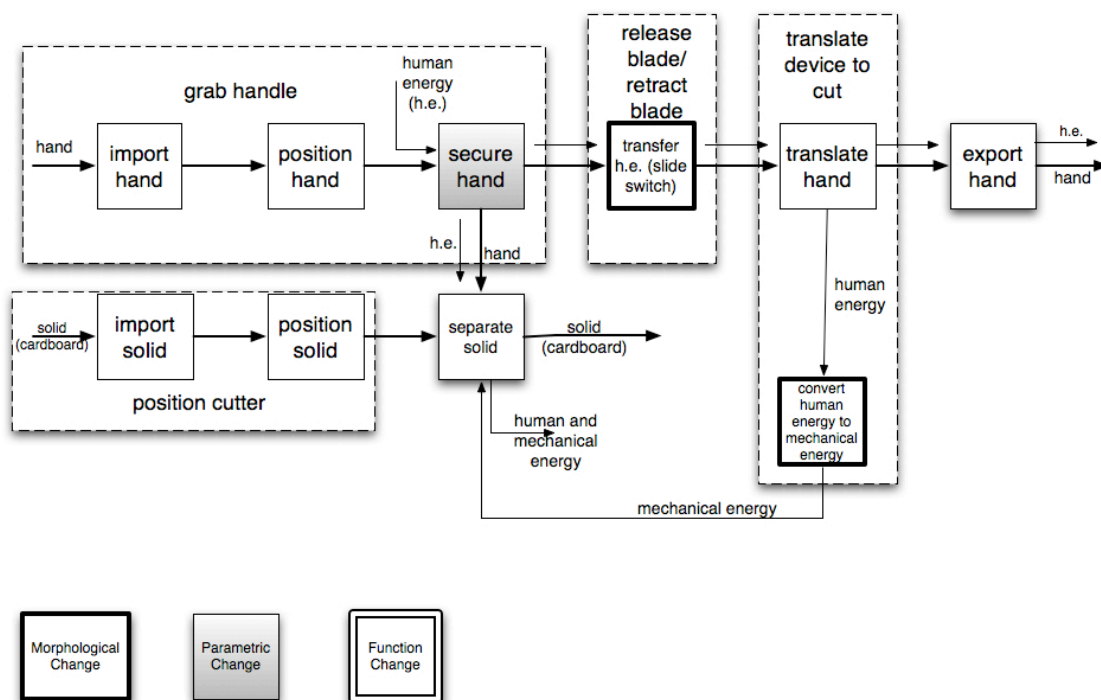 release
blade/
retract
blade
translate
device to
cut
grab handle
human
energy
(h.e.)
hand
import
hand
position
hand
secure
hand
transfer
h.e. (slide
switch)
translate
hand
export
hand
h.e.
hand
h.e.
hand
solid
(cardboard)
import
solid
position
solid
separate
solid
solid
(cardboard)
human
energy
position cutter
human and
mechanical
energy
convert
human
energy to
mechanical
energy
mechanical energy
Morphological
Change
Parametric
Change
Function
Change